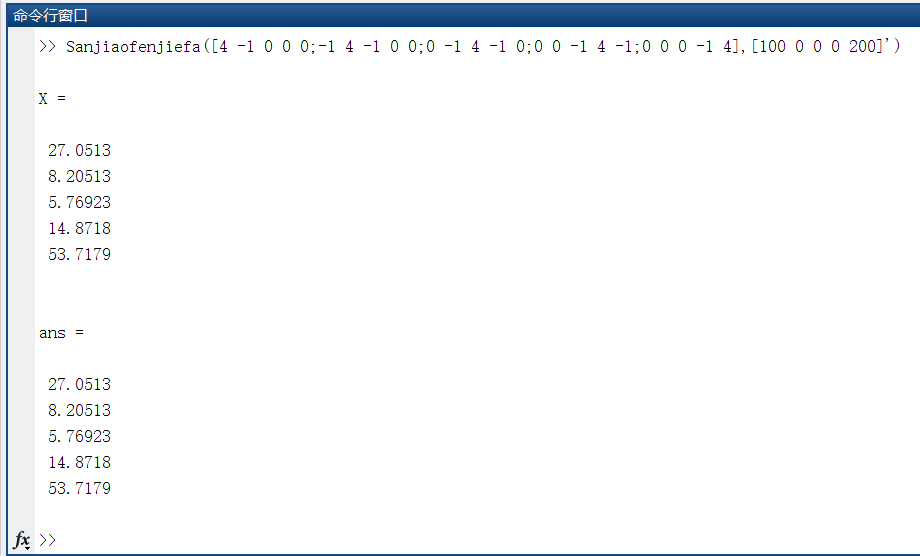 命令行窗口
>> Sanjiaofenjiefa([4 -1 0 0 0;-1 4 -1 0 0;0 -1 4 -1 0;0 0 -1 4 -1;0 0 0 -1 4],[100 0 0 0 200]')
X =
27.0513
8.20513
5.76923
14.8718
53.7179
ans =
27.0513
8.20513
5.76923
14.8718
53.7179
fx >>